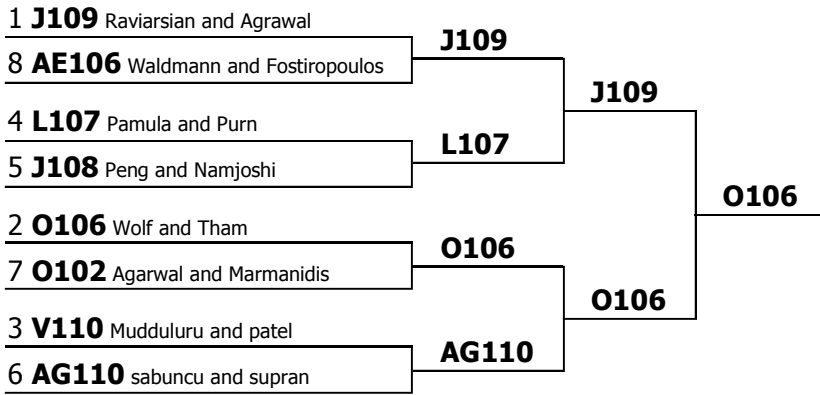 1 J109 Raviarsian and Agrawal
8 AE106 Waldmann and Fostiropoulos
4 L107 Pamula and Purn
5 J108 Peng and Namjoshi
2 O106 Wolf and Tham
7 O102 Agarwal and Marmanidis
3 V110 Mudduluru and patel
6 AG110 sabuncu and supran
J109
L107
O106
AG110
J109
O106
O106